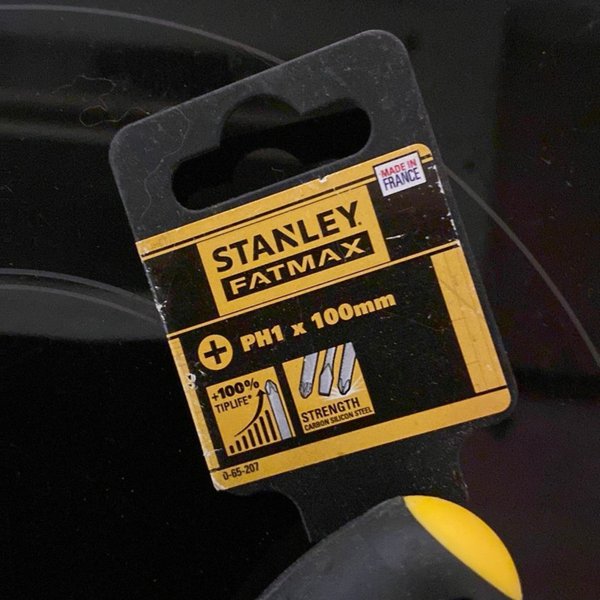 MADE IN
FRANCE
STANLEY.
FATMAX
PH1 x 100mm
+100%
TIPLIFE*
STRENGTH
CARBON SILICON STEEL
0-65-207